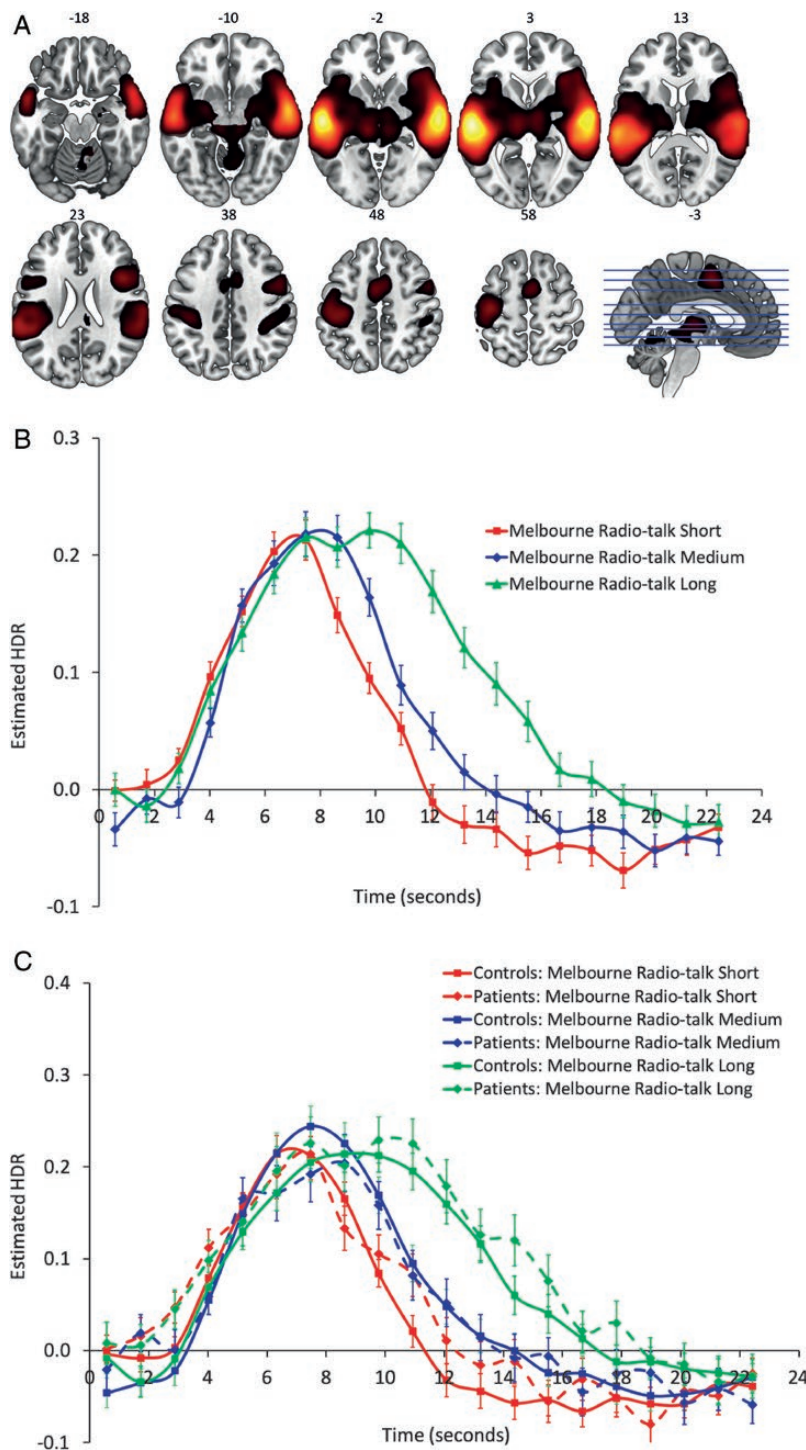 A
-18 -10 -2 3 13
23 38 48 58 -3
B
0.3
0.2
0.1
0.0
-0.1
Estimated HDR
Melbourne Radio-talk Short
Melbourne Radio-talk Medium
Melbourne Radio-talk Long
0 2 4 6 8 10 12 14 16 18 20 22 24
Time (seconds)
C
0.4
0.3
0.2
0.1
0.0
-0.1
Estimated HDR
Controls: Melbourne Radio-talk Short
Patients: Melbourne Radio-talk Short
Controls: Melbourne Radio-talk Medium
Patients: Melbourne Radio-talk Medium
Controls: Melbourne Radio-talk Long
Patients: Melbourne Radio-talk Long
0 2 4 6 8 10 12 14 16 18 20 22 24
Time (seconds)